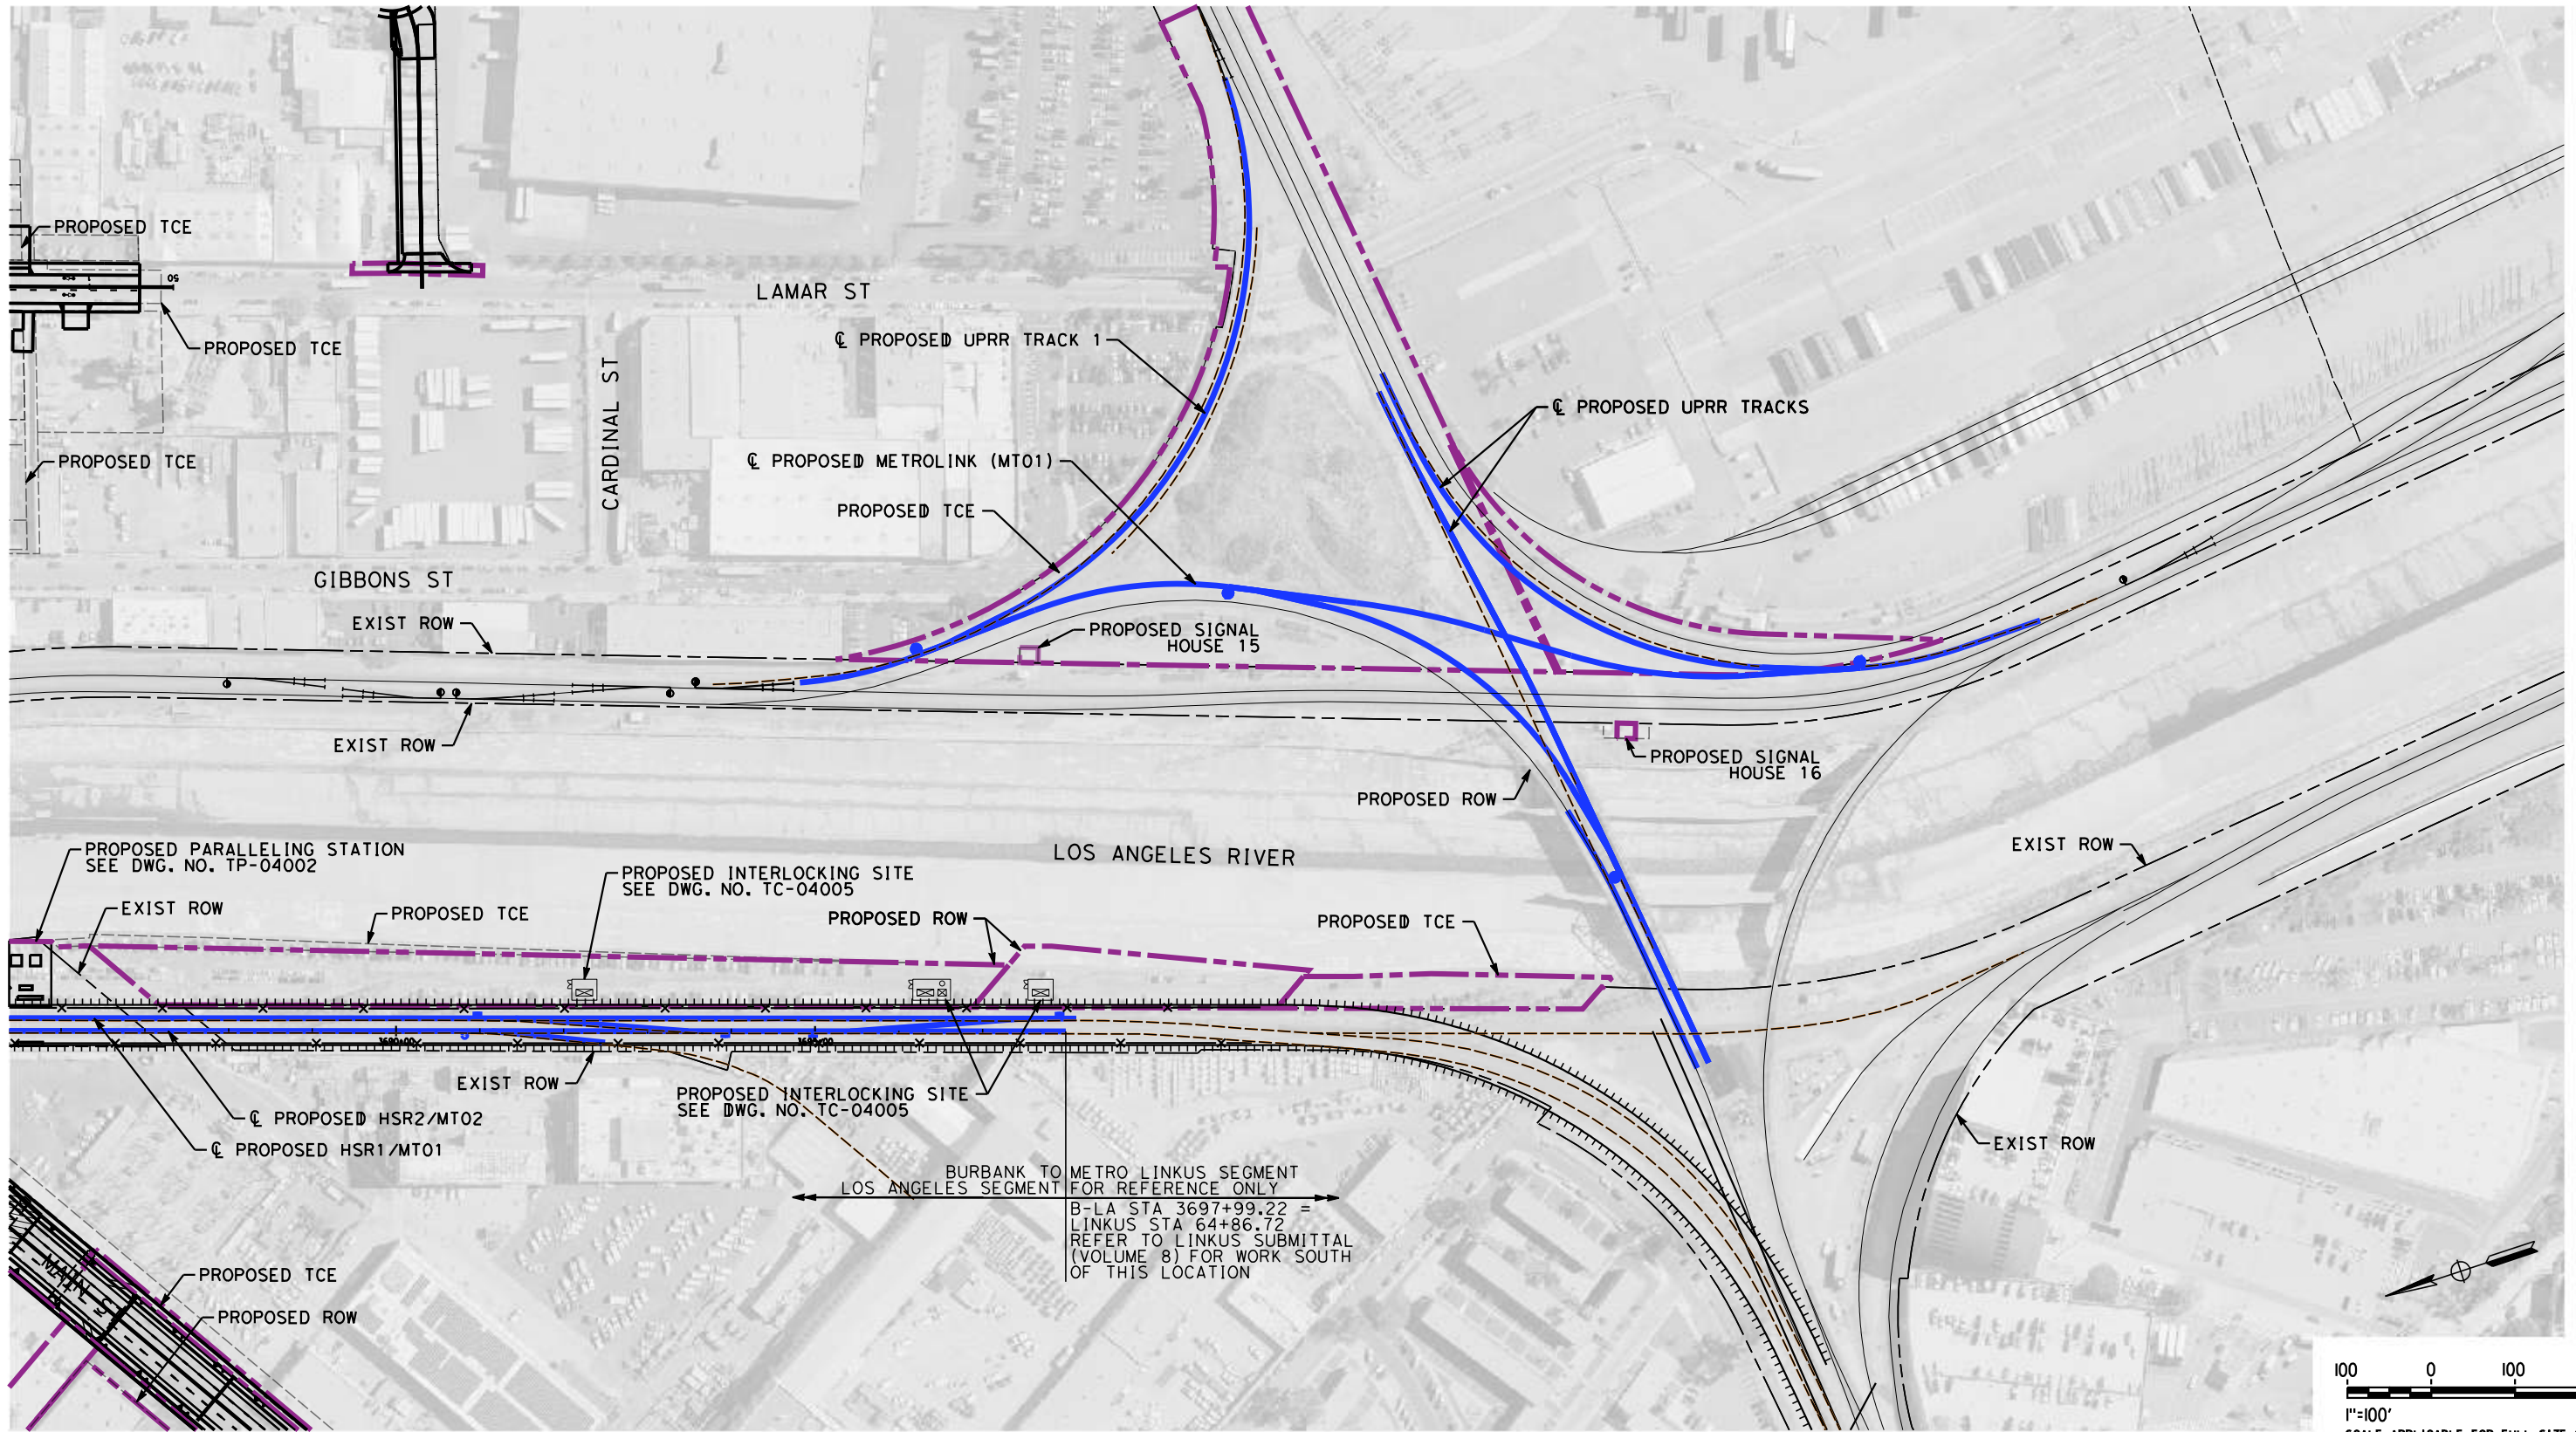 PROPOSED TCE
50
LAMAR ST
PROPOSED TCE
℄ PROPOSED UPRR TRACK 1
CARDINAL ST
℄ PROPOSED UPRR TRACKS
PROPOSED TCE
℄ PROPOSED METROLINK (MT01)
PROPOSED TCE
GIBBONS ST
EXIST ROW
PROPOSED SIGNAL
HOUSE 15
EXIST ROW
PROPOSED SIGNAL
HOUSE 16
PROPOSED ROW
LOS ANGELES RIVER
EXIST ROW
PROPOSED PARALLELING STATION
SEE DWG. NO. TP-04002
PROPOSED INTERLOCKING SITE
SEE DWG. NO. TC-04005
EXIST ROW
PROPOSED TCE
PROPOSED ROW
PROPOSED TCE
EXIST ROW
PROPOSED INTERLOCKING SITE
SEE DWG. NO. TC-04005
℄ PROPOSED HSR2/MT02
℄ PROPOSED HSR1/MT01
EXIST ROW
BURBANK TO METRO LINKUS SEGMENT
LOS ANGELES SEGMENT FOR REFERENCE ONLY
B-LA STA 3697+99.22 =
LINKUS STA 64+86.72
REFER TO LINKUS SUBMITTAL
(VOLUME 8) FOR WORK SOUTH
OF THIS LOCATION
PROPOSED TCE
MAIN ST
PROPOSED ROW
100 0 100
1"=100'